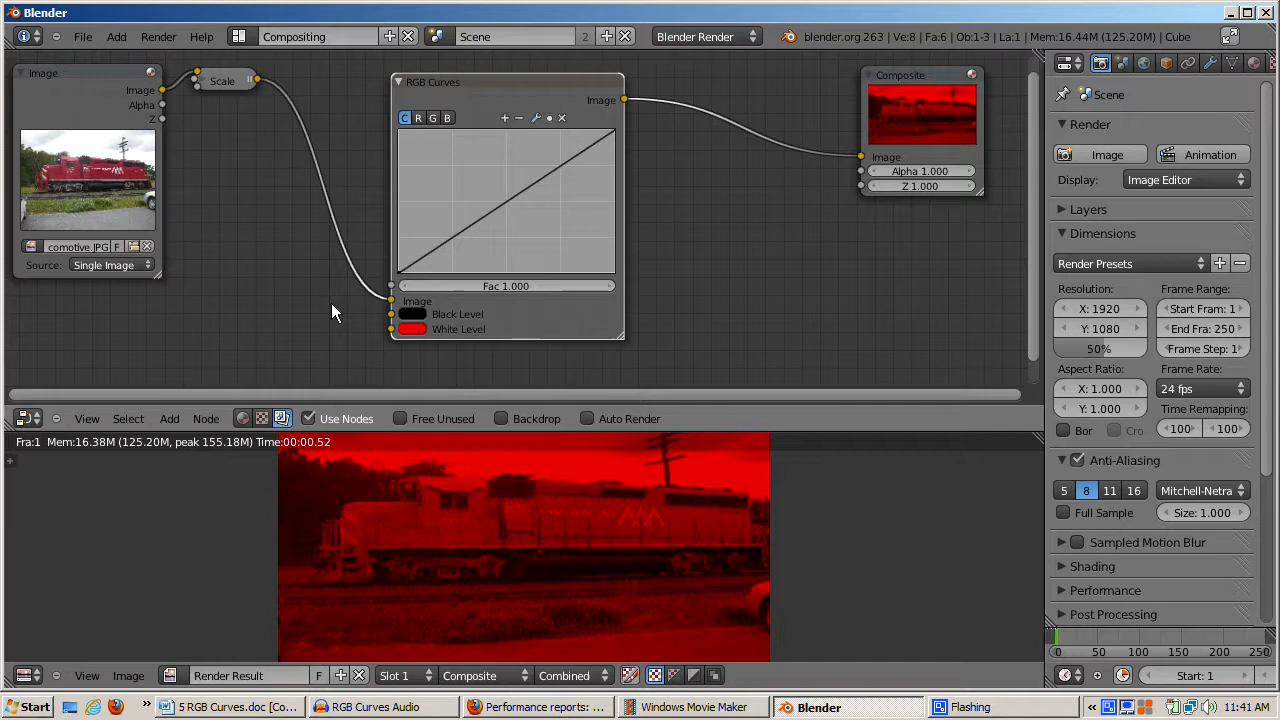 Blender
File Add Render Help Compositing Scene 2 Blender Render blender.org 263 | Ve:8 | Fa:6 | Ob:1-3 | La:1 | Mem:16.44M (125.20M) | Cube
Image
Image
Alpha
Z
comotive.JPG F
Source: Single Image
Scale
RGB Curves
Image
C R G B
Fac 1.000
Image
Black Level
White Level
Composite
Image
Alpha 1.000
Z 1.000
Scene
Render
Image Animation
Display: Image Editor
Layers
Dimensions
Render Presets
Resolution: Frame Range:
X: 1920 Start Fram: 1
Y: 1080 End Fra: 250
50% Frame Step: 1
Aspect Ratio: Frame Rate:
X: 1.000 24 fps
Y: 1.000 Time Remapping:
Bor Cro 100 100
Anti-Aliasing
5 8 11 16 Mitchell-Netra
Full Sample Size: 1.000
Sampled Motion Blur
Shading
Performance
Post Processing
View Select Add Node Use Nodes Free Unused Backdrop Auto Render
Fra:1 Mem:16.38M (125.20M, peak 155.18M) Time:00:00.52
View Image Render Result F Slot 1 Composite Combined
0 50 100 150 200 250
Start: 1
Start 5 RGB Curves.doc [Co... RGB Curves Audio Performance reports: ... Windows Movie Maker Blender Flashing 11:41 AM